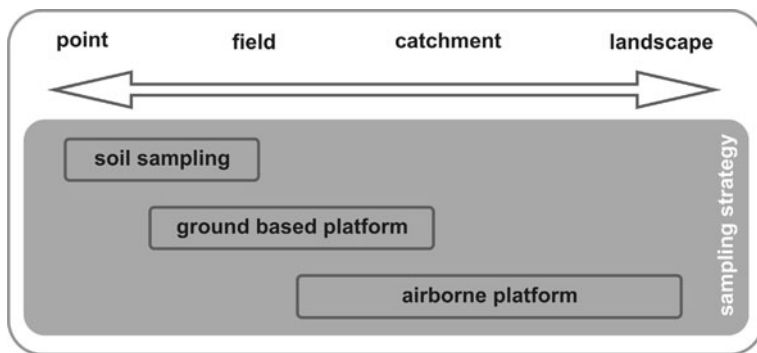 point field catchment landscape
soil sampling
ground based platform
airborne platform
sampling strategy